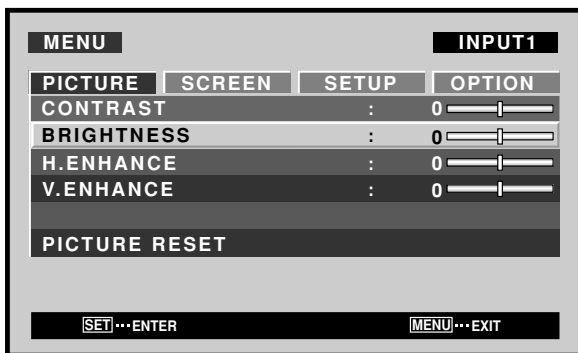 MENU INPUT1
PICTURE SCREEN SETUP OPTION
CONTRAST : 0
BRIGHTNESS : 0
H.ENHANCE : 0
V.ENHANCE : 0
PICTURE RESET
SET···ENTER MENU···EXIT